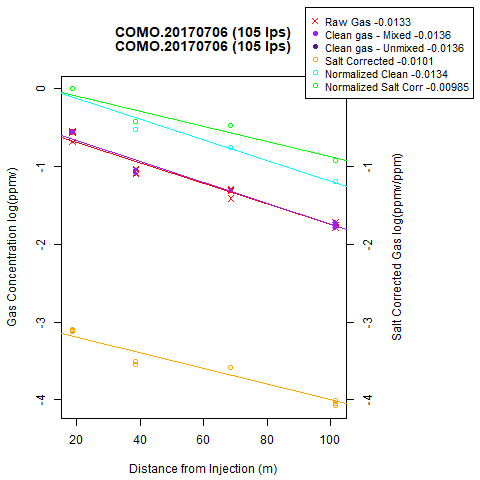 COMO.20170706 (105 lps)
COMO.20170706 (105 lps)
Raw Gas -0.0133
Clean gas - Mixed -0.0136
Clean gas - Unmixed -0.0136
Salt Corrected -0.0101
Normalized Clean -0.0134
Normalized Salt Corr -0.00985
Gas Concentration log(ppmv)
0
-1
-2
-3
-4
Salt Corrected Gas log(ppmv/ppm)
-1
-2
-3
-4
20
40
60
80
100
Distance from Injection (m)